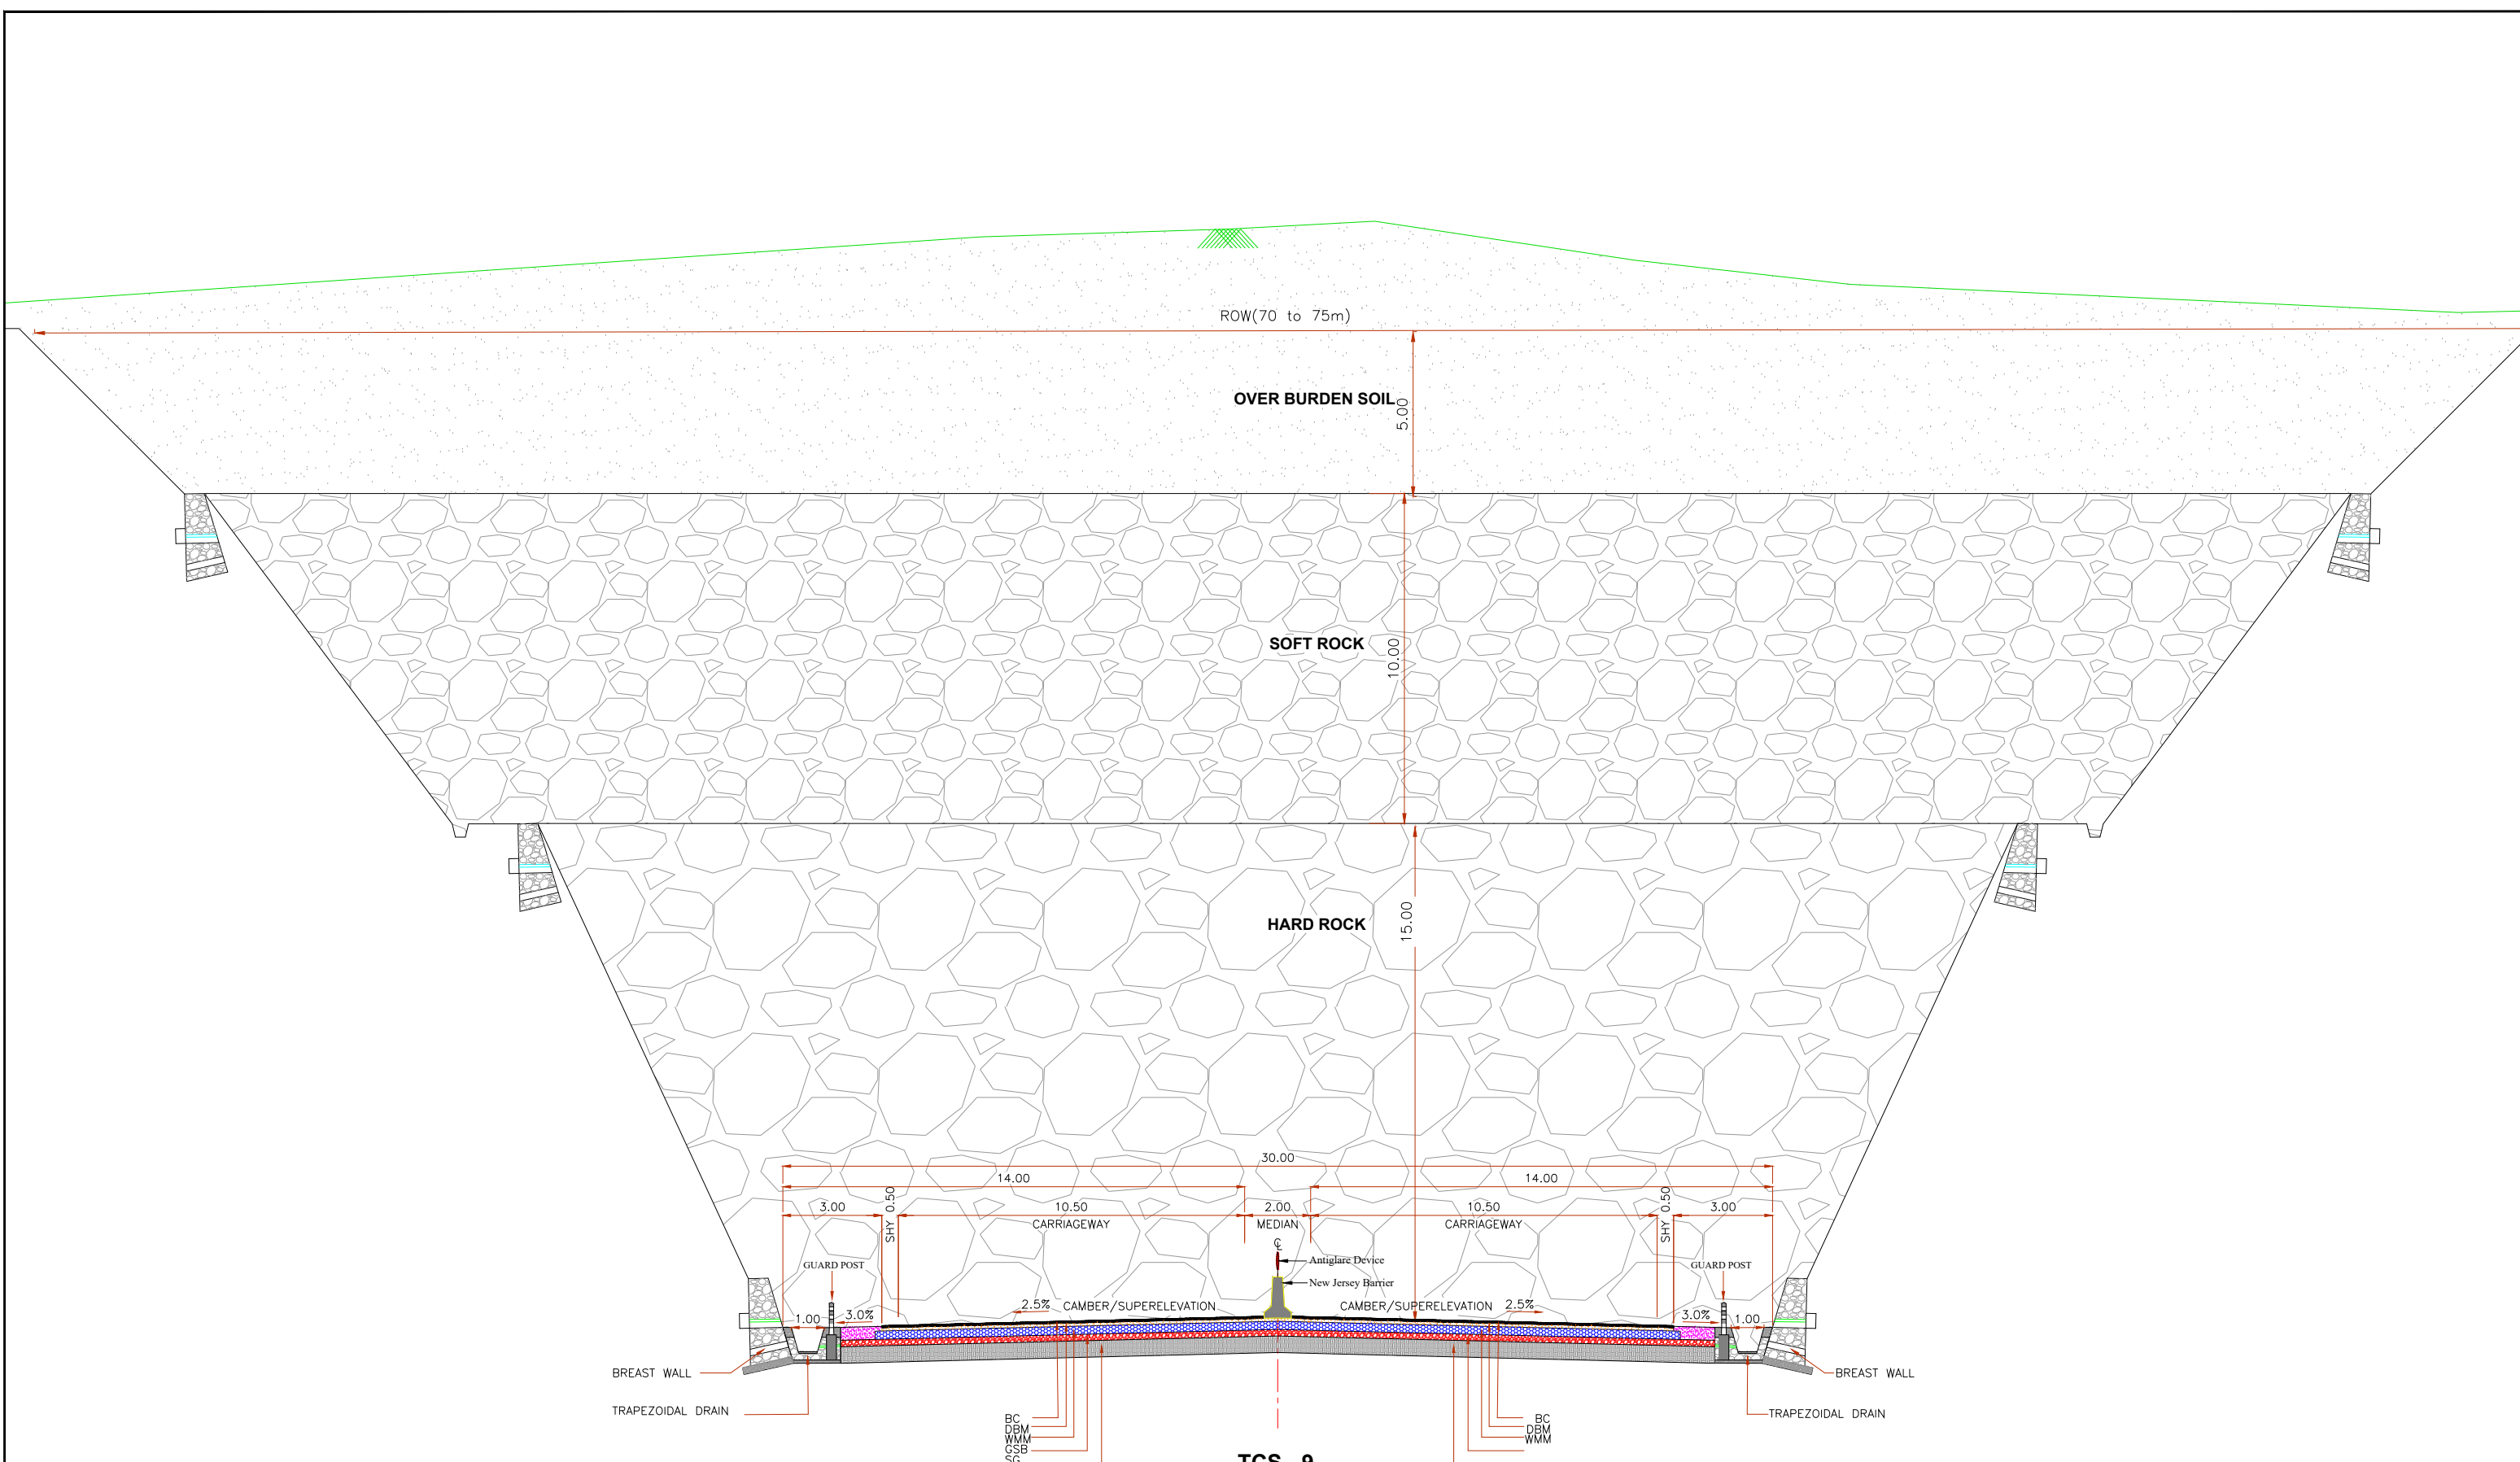 ROW(70 to 75m)
OVER BURDEN SOIL
5.00
SOFT ROCK
10.00
HARD ROCK
15.00
30.00
14.00
14.00
3.00
SHY 0.50
10.50
2.00
10.50
SHY 0.50
3.00
CARRIAGEWAY
MEDIAN
CARRIAGEWAY
℄
Antiglare Device
GUARD POST
GUARD POST
New Jersey Barrier
2.5%
CAMBER/SUPERELEVATION
CAMBER/SUPERELEVATION
2.5%
1.00
3.0%
3.0%
1.00
BREAST WALL
BREAST WALL
TRAPEZOIDAL DRAIN
TRAPEZOIDAL DRAIN
BC
DBM
WMM
GSB
SG
BC
DBM
WMM
TCS - 9